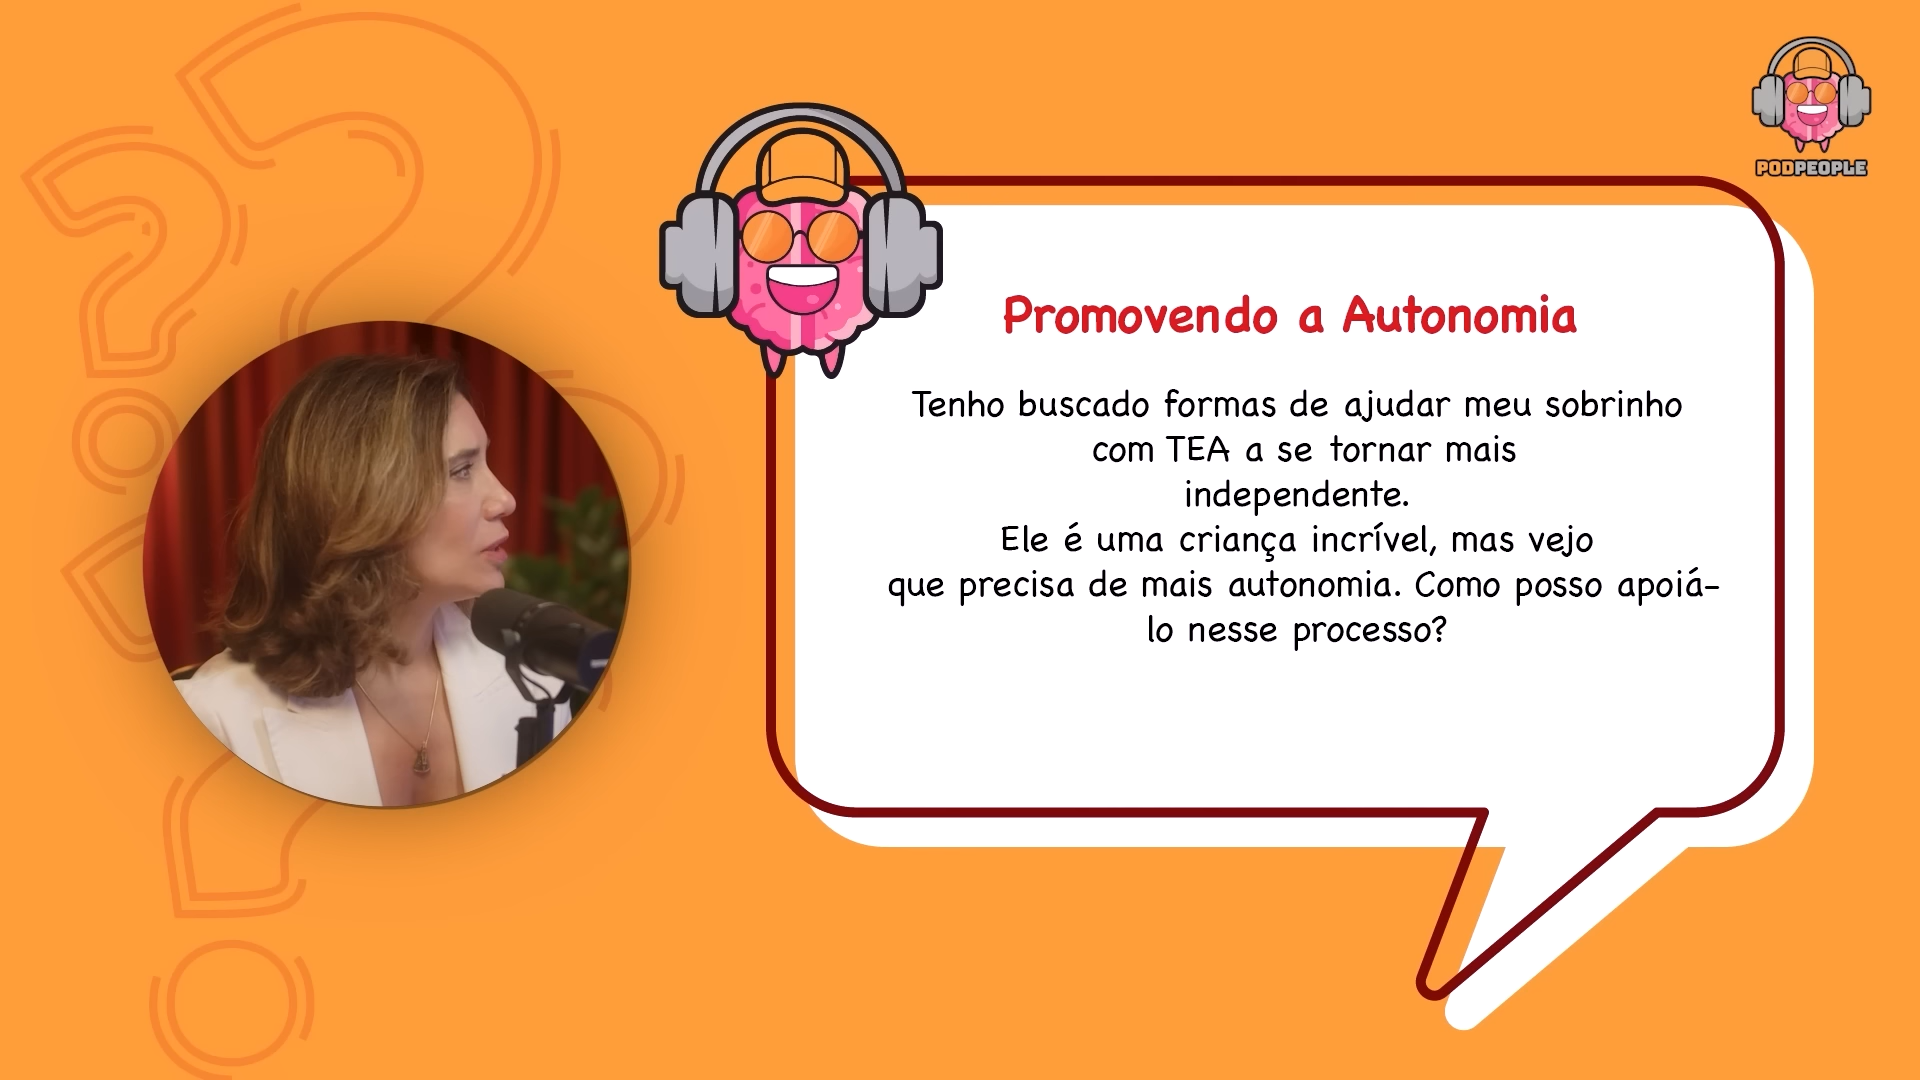 PODPEOPLE
Promovendo a Autonomia
Tenho buscado formas de ajudar meu sobrinho
com TEA a se tornar mais
independente.
Ele é uma criança incrível, mas vejo
que precisa de mais autonomia. Como posso apoiá-
lo nesse processo?